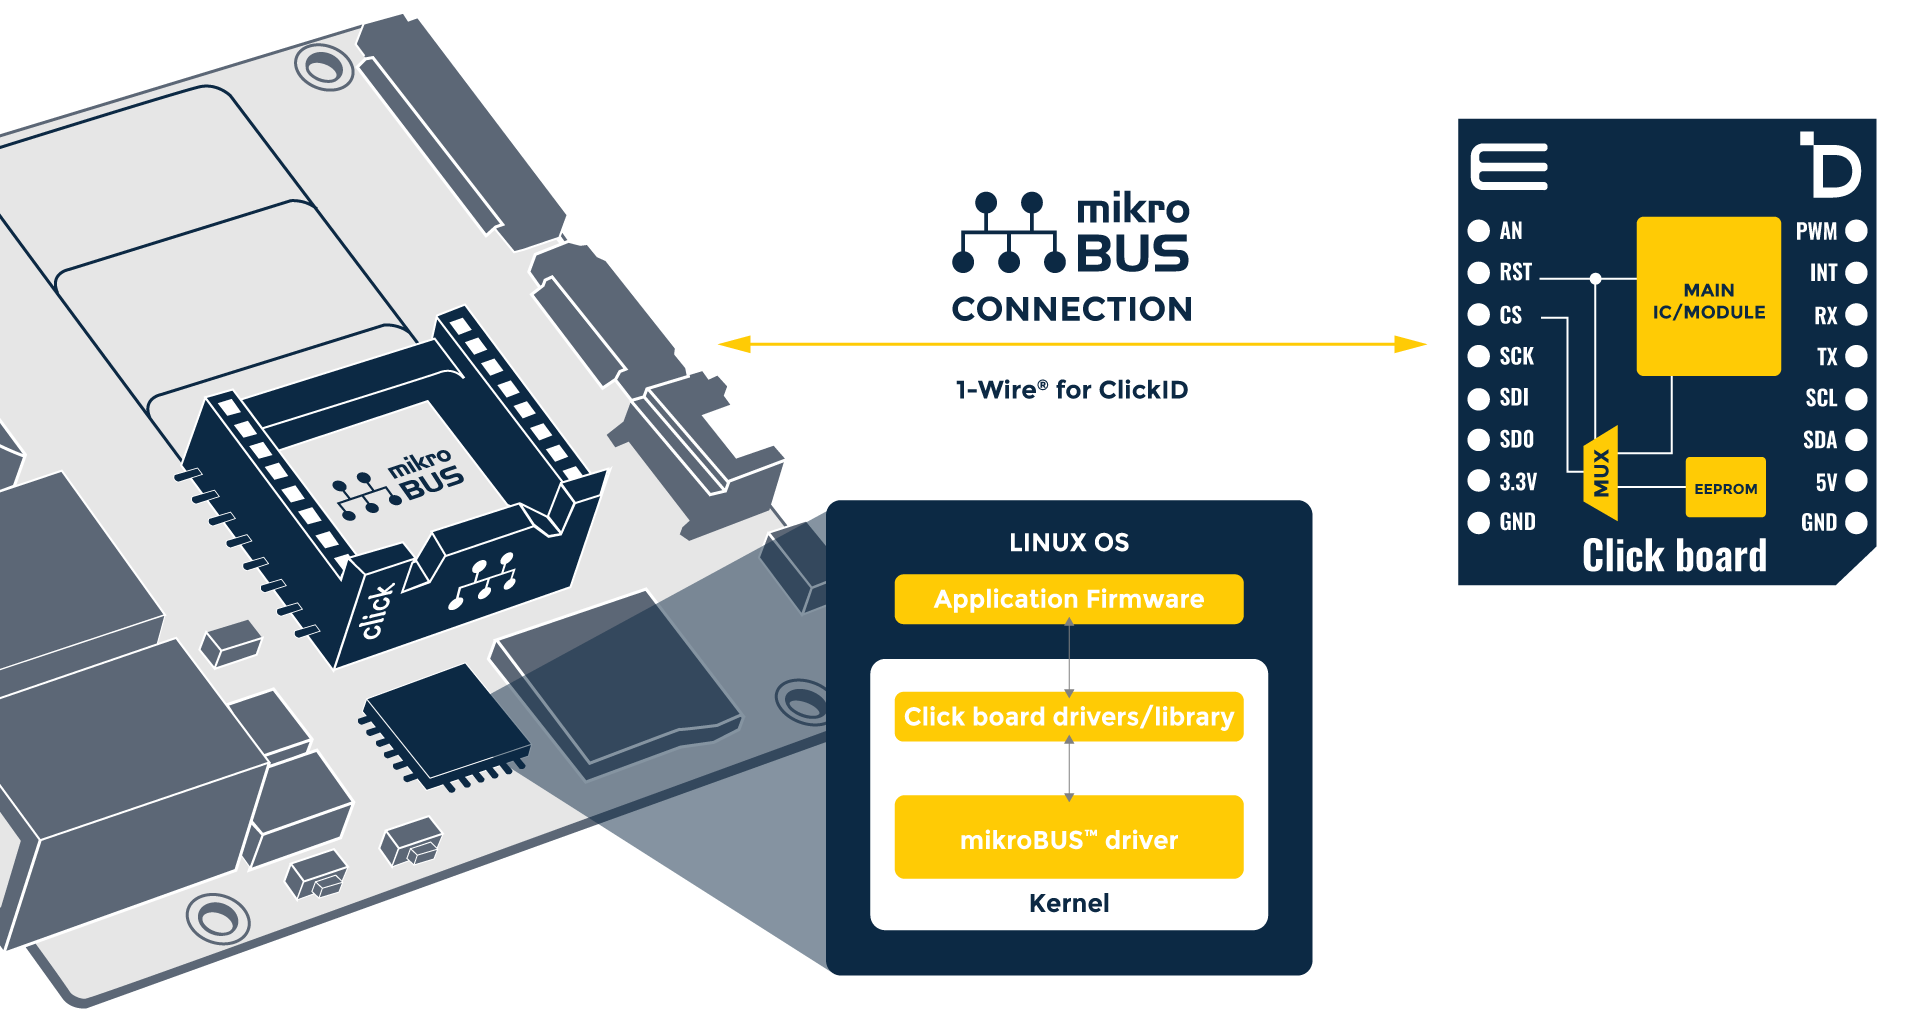 mikro
BUS
CONNECTION
1-Wire® for ClickID
mikro
BUS
click
LINUX OS
Application Firmware
Click board drivers/library
mikroBUS™ driver
Kernel
D
AN
RST
CS
SCK
SDI
SDO
3.3V
GND
MAIN
IC/MODULE
MUX
EEPROM
PWM
INT
RX
TX
SCL
SDA
5V
GND
Click board